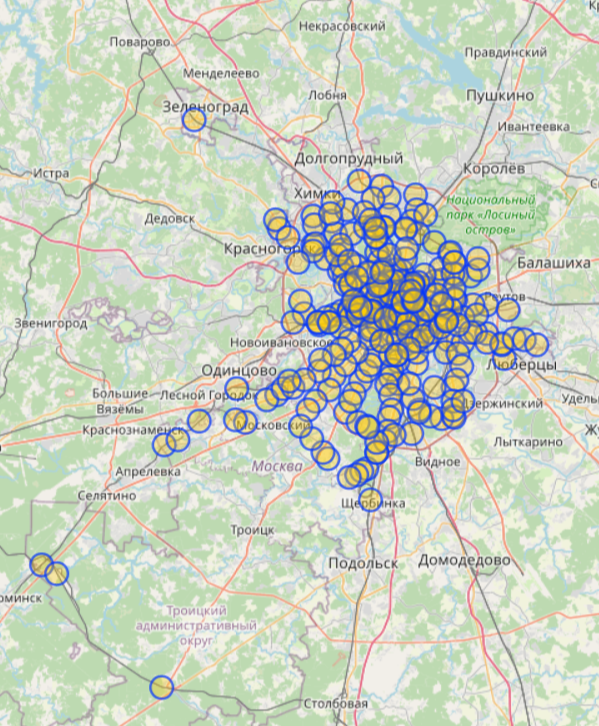 Некрасовский
Поварово
Правдинский
Менделеево
Лобня
Пушкино
Зеленоград
Ивантеевка
Долгопрудный
Истра
Королёв
Химки
Национальный
парк «Лосиный
остров»
Дедовск
Красногорск
Балашиха
Реутов
Звенигород
Новоивановское
Люберцы
Одинцово
Большие
Вязёмы
Лесной Городок
Дзержинский
Московский
Краснознаменск
Лыткарино
Видное
Москва
Апрелевка
Селятино
Щербинка
Троицк
Подольск
Домодедово
Троицкий
административный
округ
Столбовая